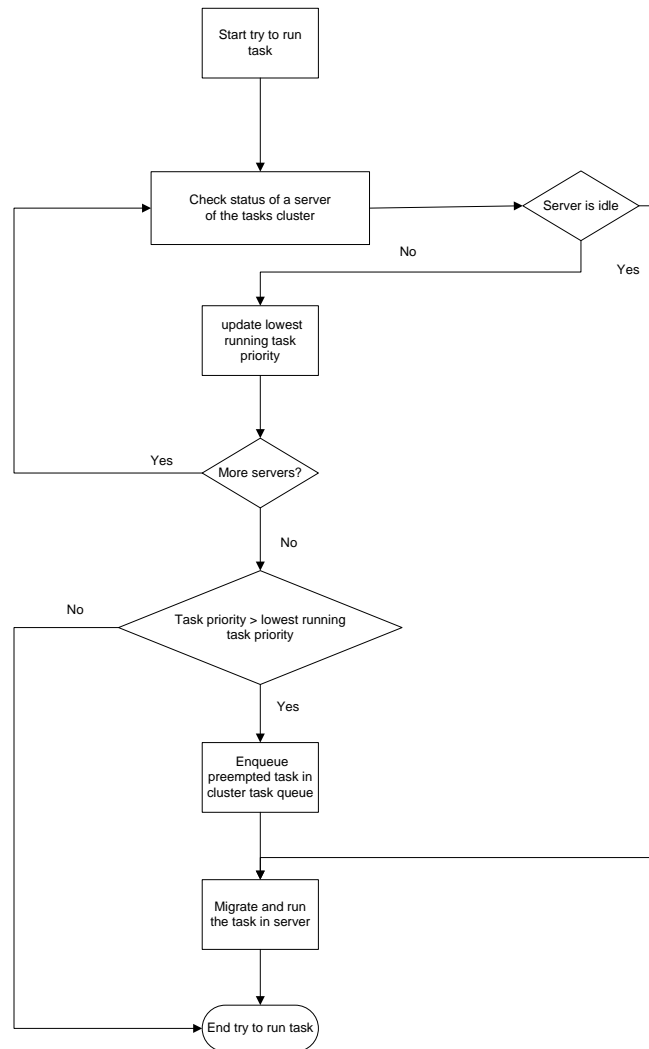 Start try to run
task
Check status of a server
of the tasks cluster
Server is idle
No
Yes
update lowest
running task
priority
Yes
More servers?
No
No
Task priority > lowest running
task priority
Yes
Enqueue
preempted task in
cluster task queue
Migrate and run
the task in server
End try to run task